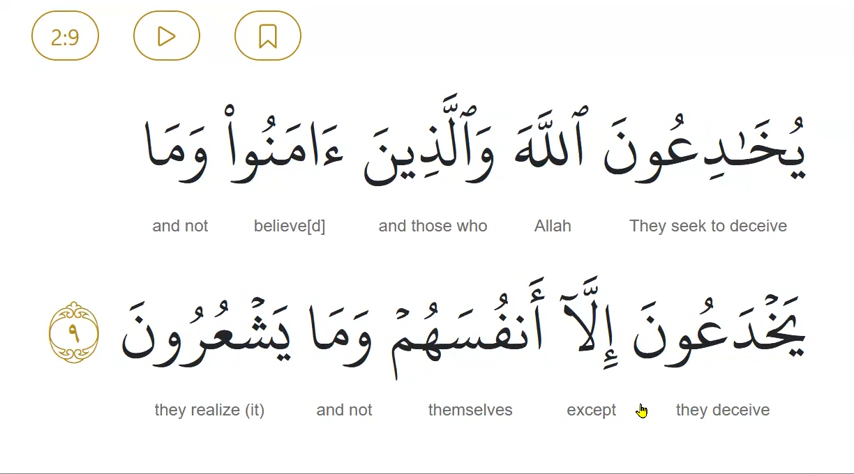 2:9
يُخَـٰدِعُونَ ٱللَّهَ وَٱلَّذِينَ ءَامَنُوا۟ وَمَا
and not believe[d] and those who Allah They seek to deceive
يَخْدَعُونَ إِلَّآ أَنفُسَهُمْ وَمَا يَشْعُرُونَ ٩
they realize (it) and not themselves except they deceive